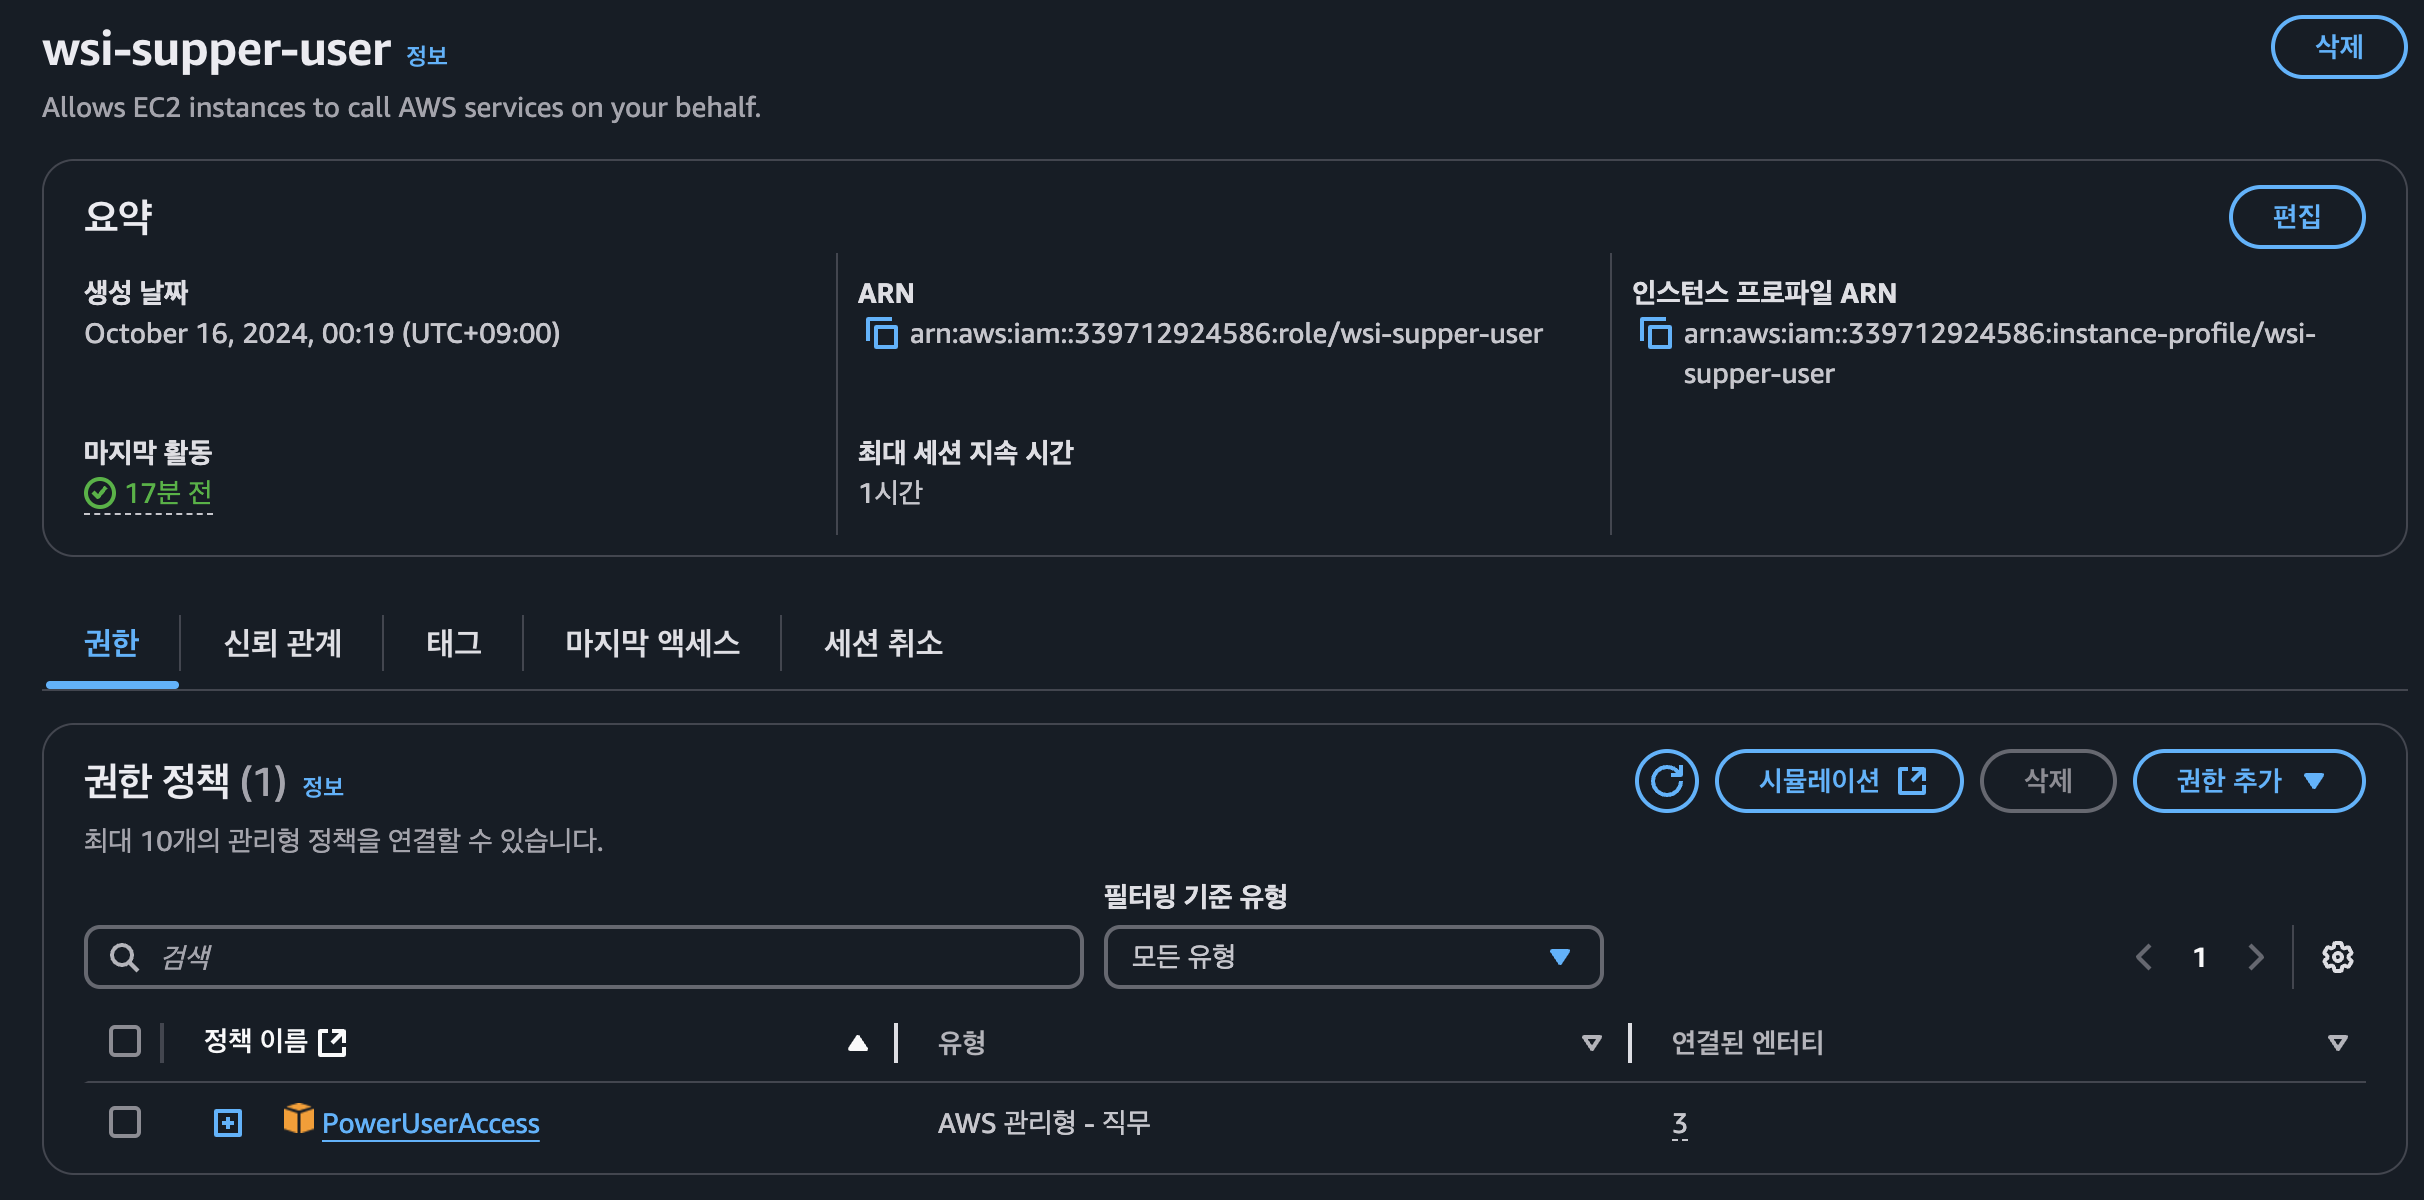 wsi-supper-user 정보
삭제
Allows EC2 instances to call AWS services on your behalf.
요약
편집
생성 날짜
October 16, 2024, 00:19 (UTC+09:00)
ARN
arn:aws:iam::339712924586:role/wsi-supper-user
인스턴스 프로파일 ARN
arn:aws:iam::339712924586:instance-profile/wsi-
supper-user
마지막 활동
17분 전
최대 세션 지속 시간
1시간
권한 신뢰 관계 태그 마지막 액세스 세션 취소
권한 정책 (1) 정보
시뮬레이션 삭제 권한 추가
최대 10개의 관리형 정책을 연결할 수 있습니다.
필터링 기준 유형
검색 모든 유형 1
정책 이름 유형 연결된 엔터티
PowerUserAccess AWS 관리형 - 직무 3